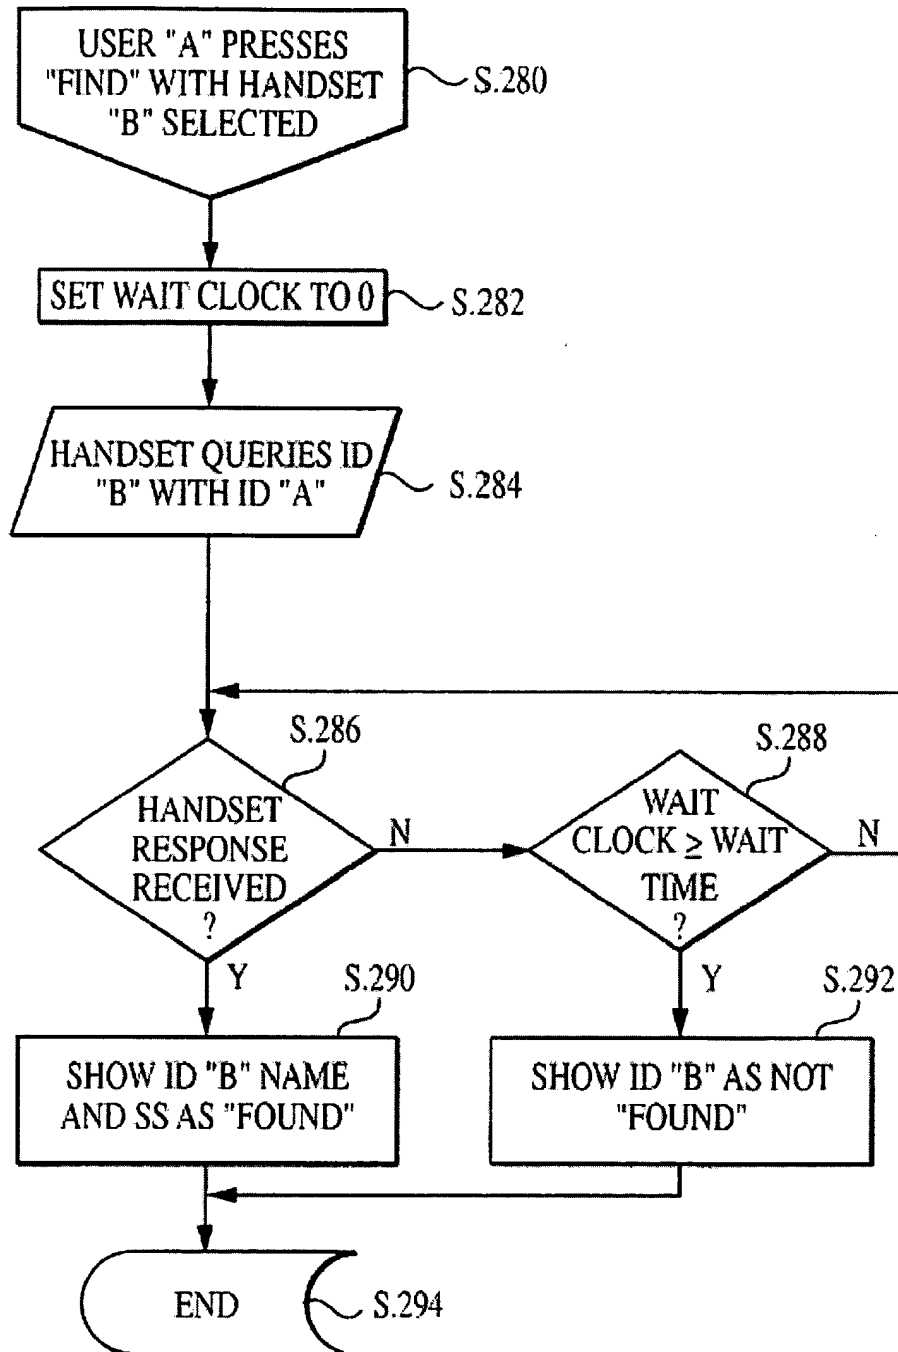 USER "A" PRESSES
"FIND" WITH HANDSET
"B" SELECTED
S.280
SET WAIT CLOCK TO 0
S.282
HANDSET QUERIES ID
"B" WITH ID "A"
S.284
S.286
HANDSET
RESPONSE
RECEIVED
?
N
Y
S.288
WAIT
CLOCK ≥ WAIT
TIME
?
N
Y
S.290
SHOW ID "B" NAME
AND SS AS "FOUND"
S.292
SHOW ID "B" AS NOT
"FOUND"
END
S.294